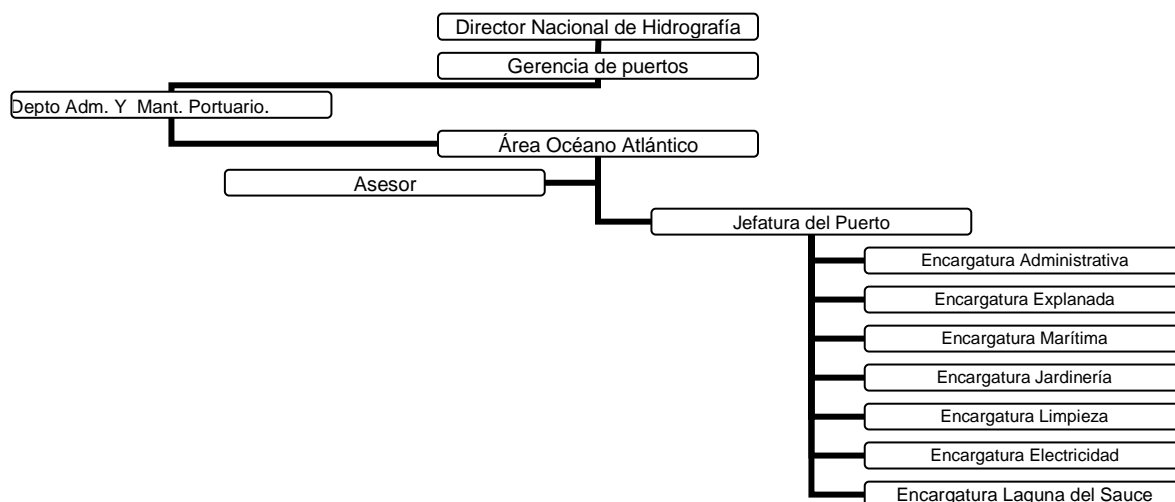 Director Nacional de Hidrografía
Gerencia de puertos
Depto Adm. Y Mant. Portuario.
Área Océano Atlántico
Asesor
Jefatura del Puerto
Encargatura Administrativa
Encargatura Explanada
Encargatura Marítima
Encargatura Jardinería
Encargatura Limpieza
Encargatura Electricidad
Encargatura Laguna del Sauce